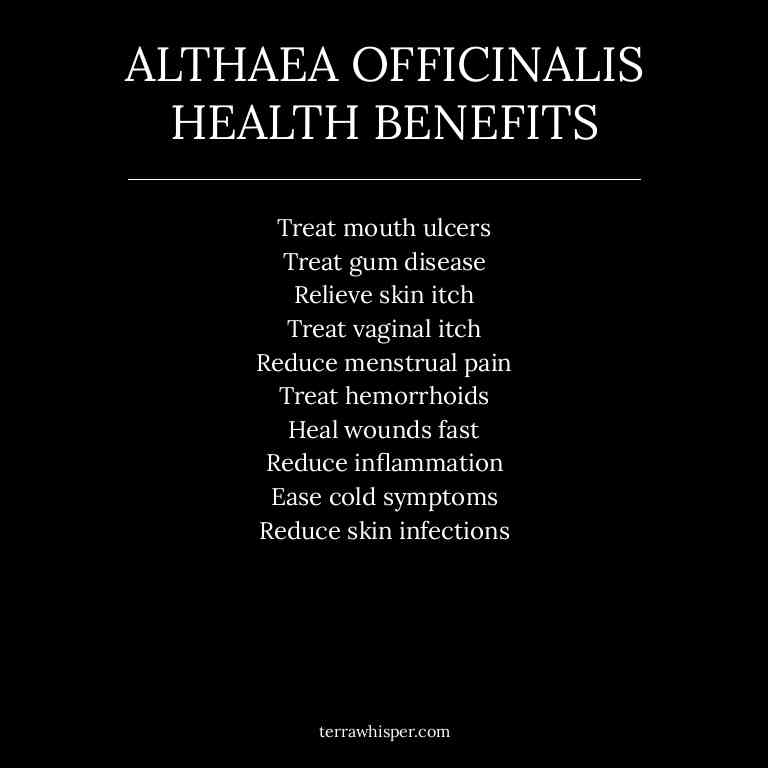 ALTHAEA OFFICINALIS
HEALTH BENEFITS
Treat mouth ulcers
Treat gum disease
Relieve skin itch
Treat vaginal itch
Reduce menstrual pain
Treat hemorrhoids
Heal wounds fast
Reduce inflammation
Ease cold symptoms
Reduce skin infections
terrawhisper.com